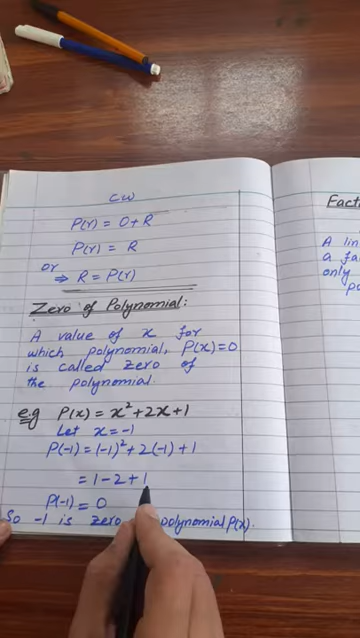 CW
P(r) = 0 + R
P(r) = R
or
⇒ R = P(r)
Zero of Polynomial:
A value of x for
which polynomial, P(x)=0
is called zero of
the polynomial.
e.g P(x) = x² + 2x + 1
Let x = -1
P(-1) = (-1)² + 2(-1) + 1
= 1 - 2 + 1
P(-1) = 0
So -1 is zero polynomial P(x).
Fact
A lin
a fa
only
po